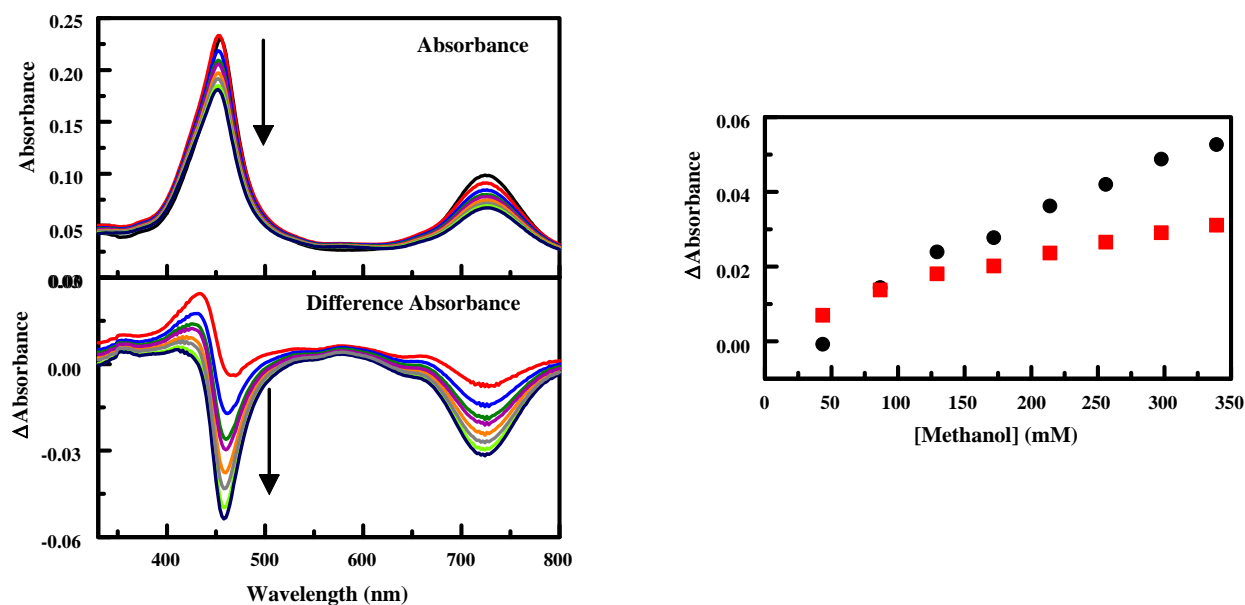 0.25
Absorbance
0.20
0.15
0.10
0.05
Absorbance
0.03
Difference Absorbance
0.00
-0.03
-0.06
ΔAbsorbance
400 500 600 700 800
Wavelength (nm)
0.06
0.04
0.02
0.00
ΔAbsorbance
0 50 100 150 200 250 300 350
[Methanol] (mM)